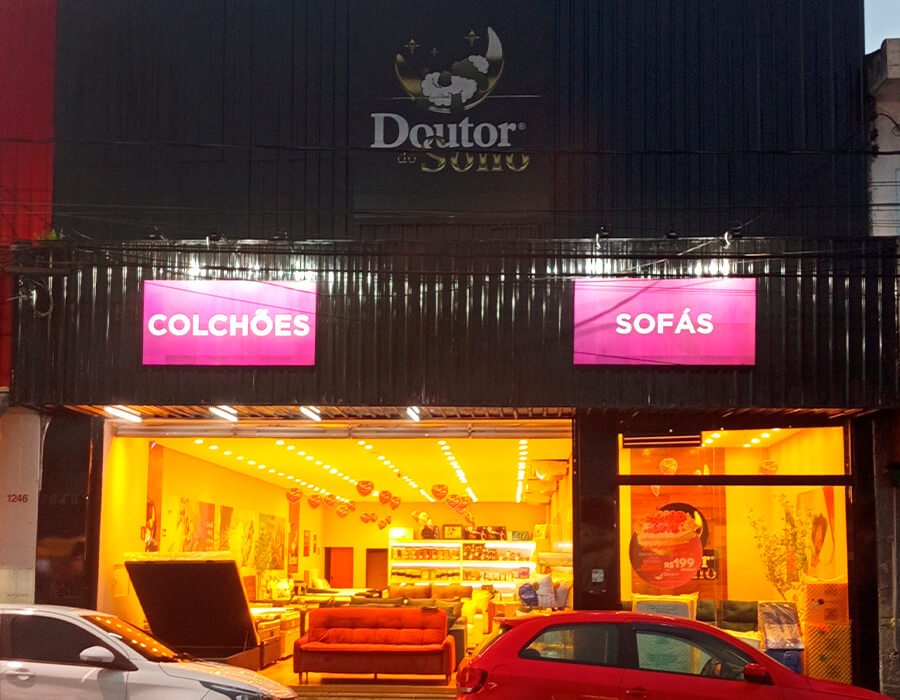 Doutor®
do Sono
COLCHÕES
SOFÁS
1246
R$199